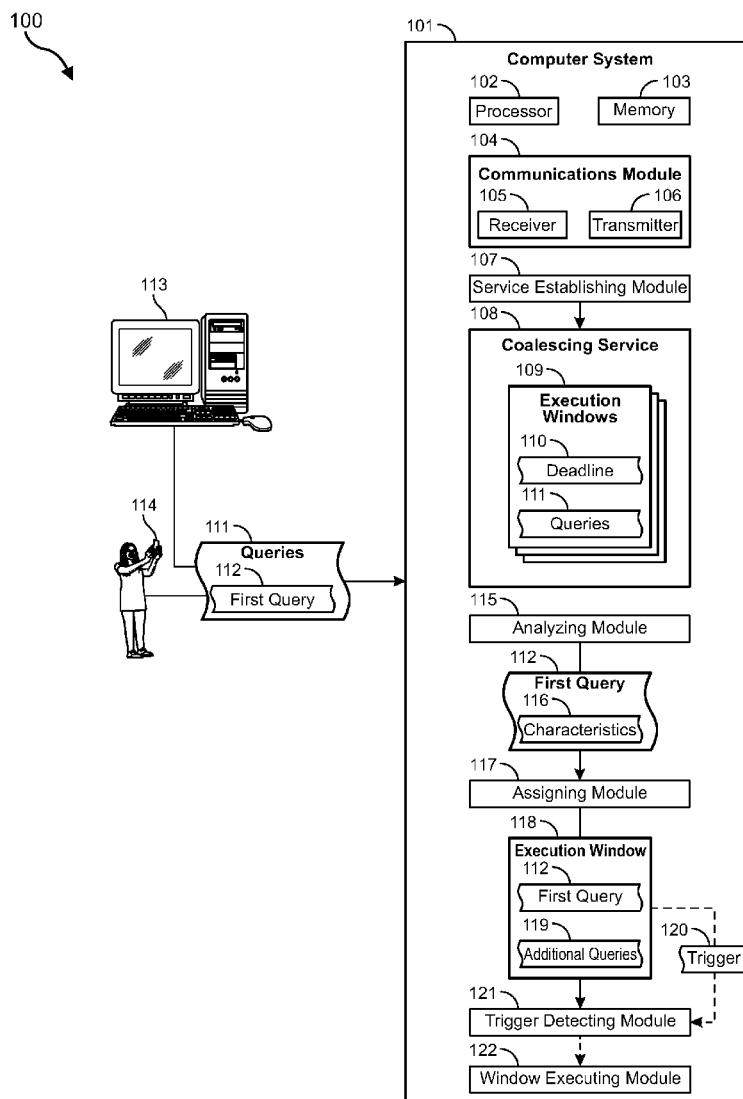 100
101
Computer System
102
103
Processor
Memory
104
Communications Module
105
106
Receiver
Transmitter
107
Service Establishing Module
108
Coalescing Service
109
Execution
Windows
110
Deadline
111
Queries
113
114
111
Queries
112
First Query
115
Analyzing Module
112
First Query
116
Characteristics
117
Assigning Module
118
Execution Window
112
First Query
119
Additional Queries
120
Trigger
121
Trigger Detecting Module
122
Window Executing Module